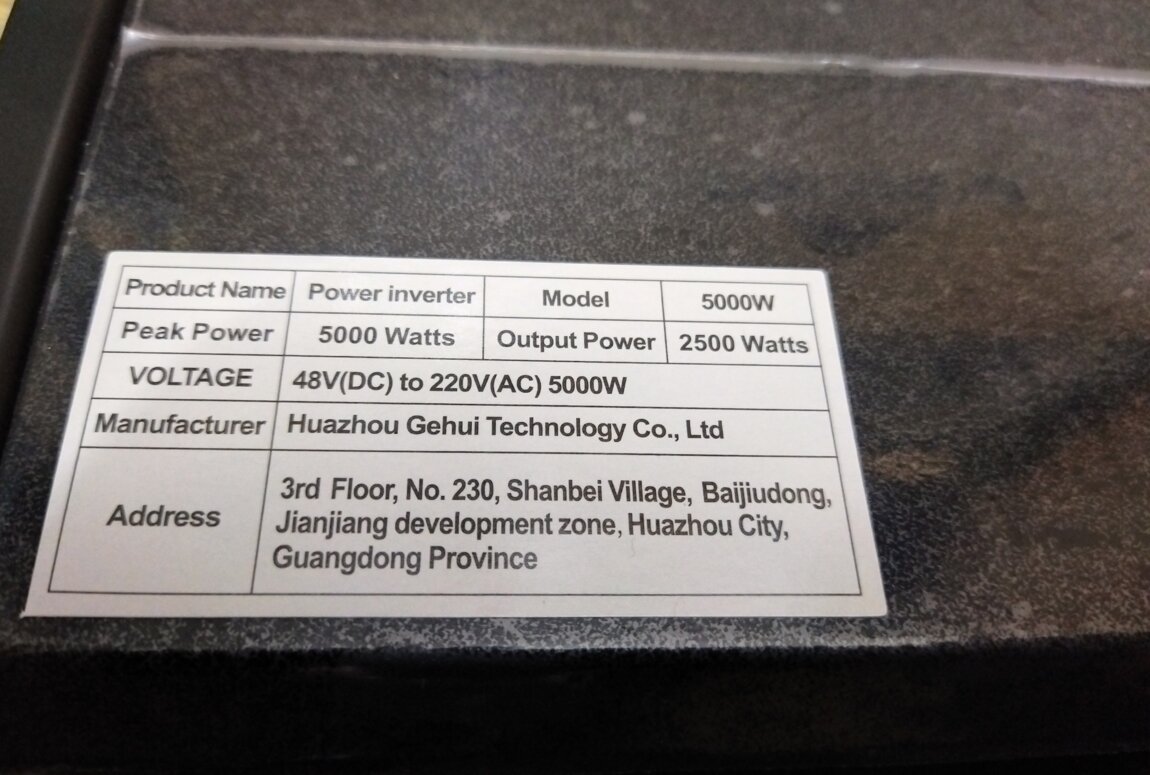 Product Name Power inverter Model 5000W
Peak Power 5000 Watts Output Power 2500 Watts
VOLTAGE 48V(DC) to 220V(AC) 5000W
Manufacturer Huazhou Gehui Technology Co., Ltd
Address 3rd Floor, No. 230, Shanbei Village, Baijiudong,
Jianjiang development zone, Huazhou City,
Guangdong Province